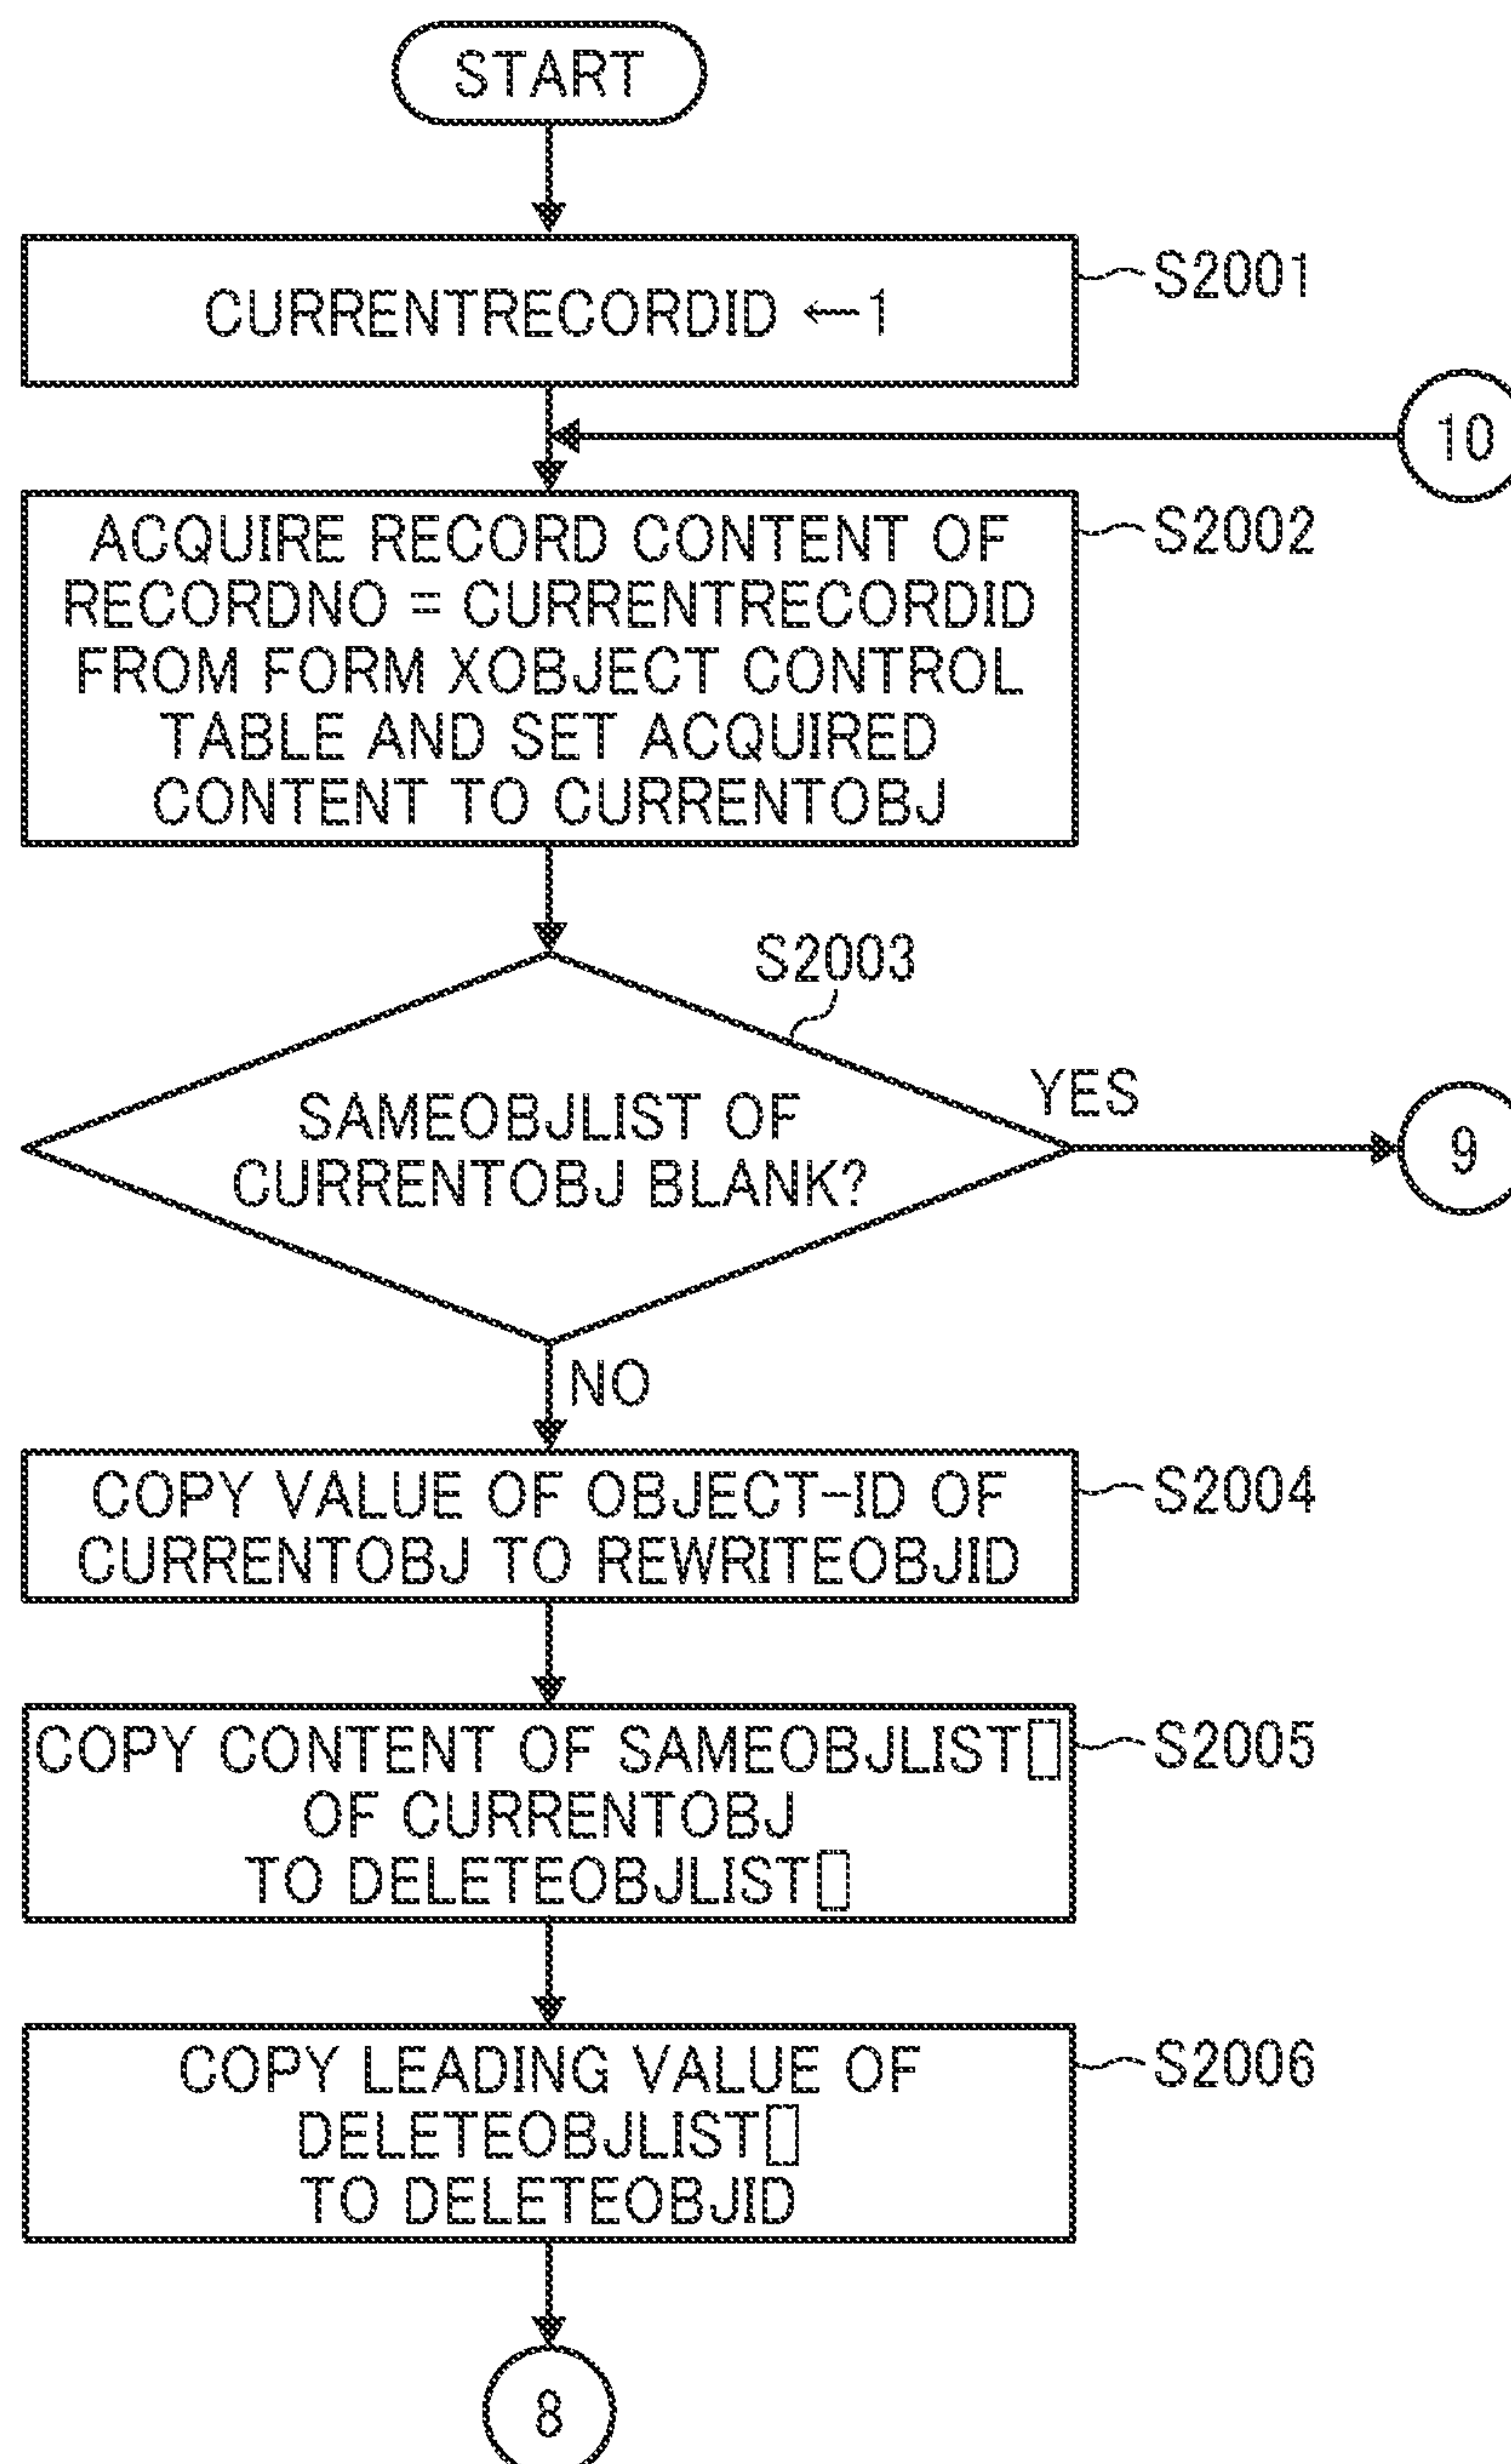 START
CURRENTRECORDID ←1
S2001
10
ACQUIRE RECORD CONTENT OF
RECORDNO = CURRENTRECORDID
FROM FORM XOBJECT CONTROL
TABLE AND SET ACQUIRED
CONTENT TO CURRENTOBJ
S2002
S2003
SAMEOBJLIST OF
CURRENTOBJ BLANK?
YES
9
NO
COPY VALUE OF OBJECT-ID OF
CURRENTOBJ TO REWRITEOBJID
S2004
COPY CONTENT OF SAMEOBJLIST[]
OF CURRENTOBJ
TO DELETEOBJLIST[]
S2005
COPY LEADING VALUE OF
DELETEOBJLIST[]
TO DELETEOBJID
S2006
8